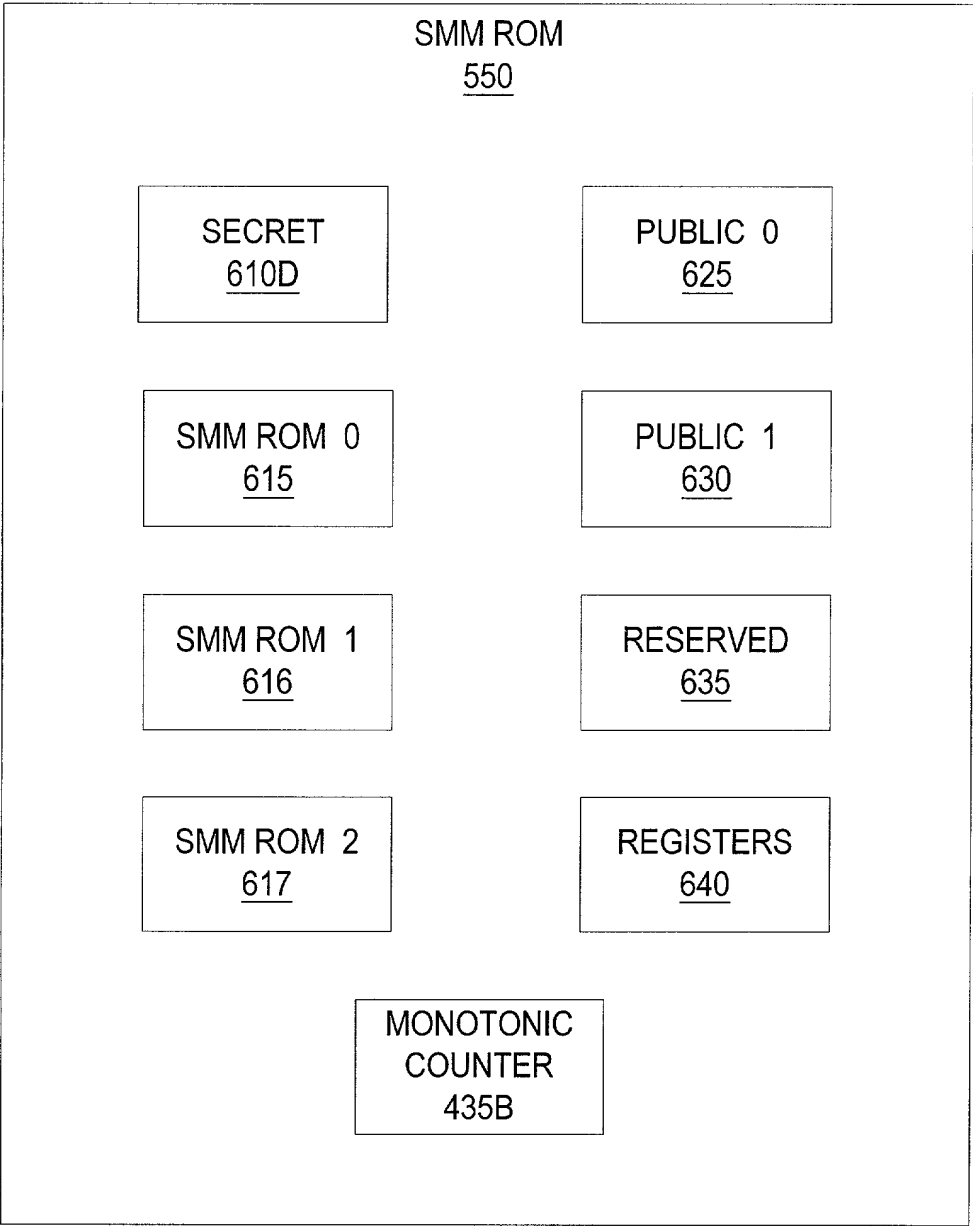 SMM ROM
550
SECRET
610D
PUBLIC 0
625
SMM ROM 0
615
PUBLIC 1
630
SMM ROM 1
616
RESERVED
635
SMM ROM 2
617
REGISTERS
640
MONOTONIC
COUNTER
435B